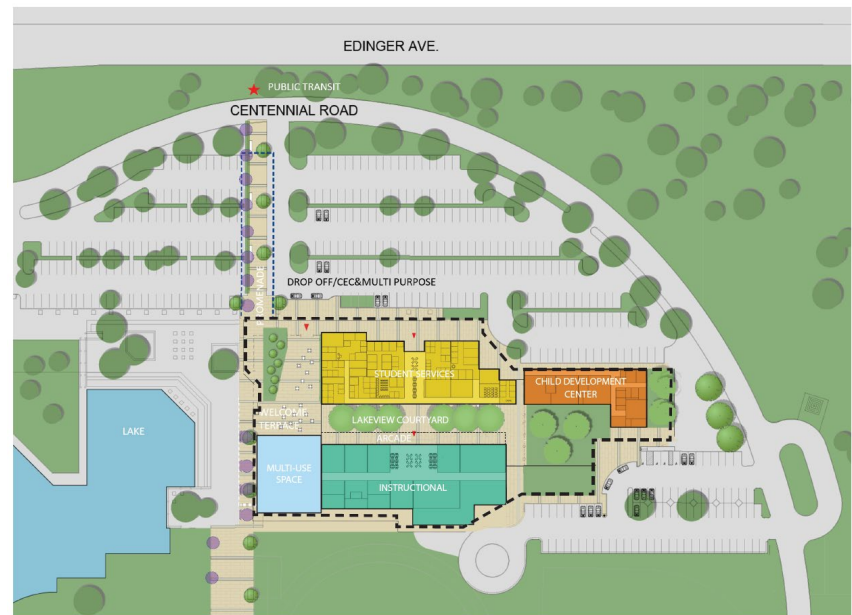 EDINGER AVE.
PUBLIC TRANSIT
CENTENNIAL ROAD
PROMENADE
DROP OFF/CEC&MULTI PURPOSE
STUDENT SERVICES
CHILD DEVELOPMENT
CENTER
WELCOME
TERRACE
LAKEVIEW COURTYARD
LAKE
ARCADE
MULTI-USE
SPACE
INSTRUCTIONAL